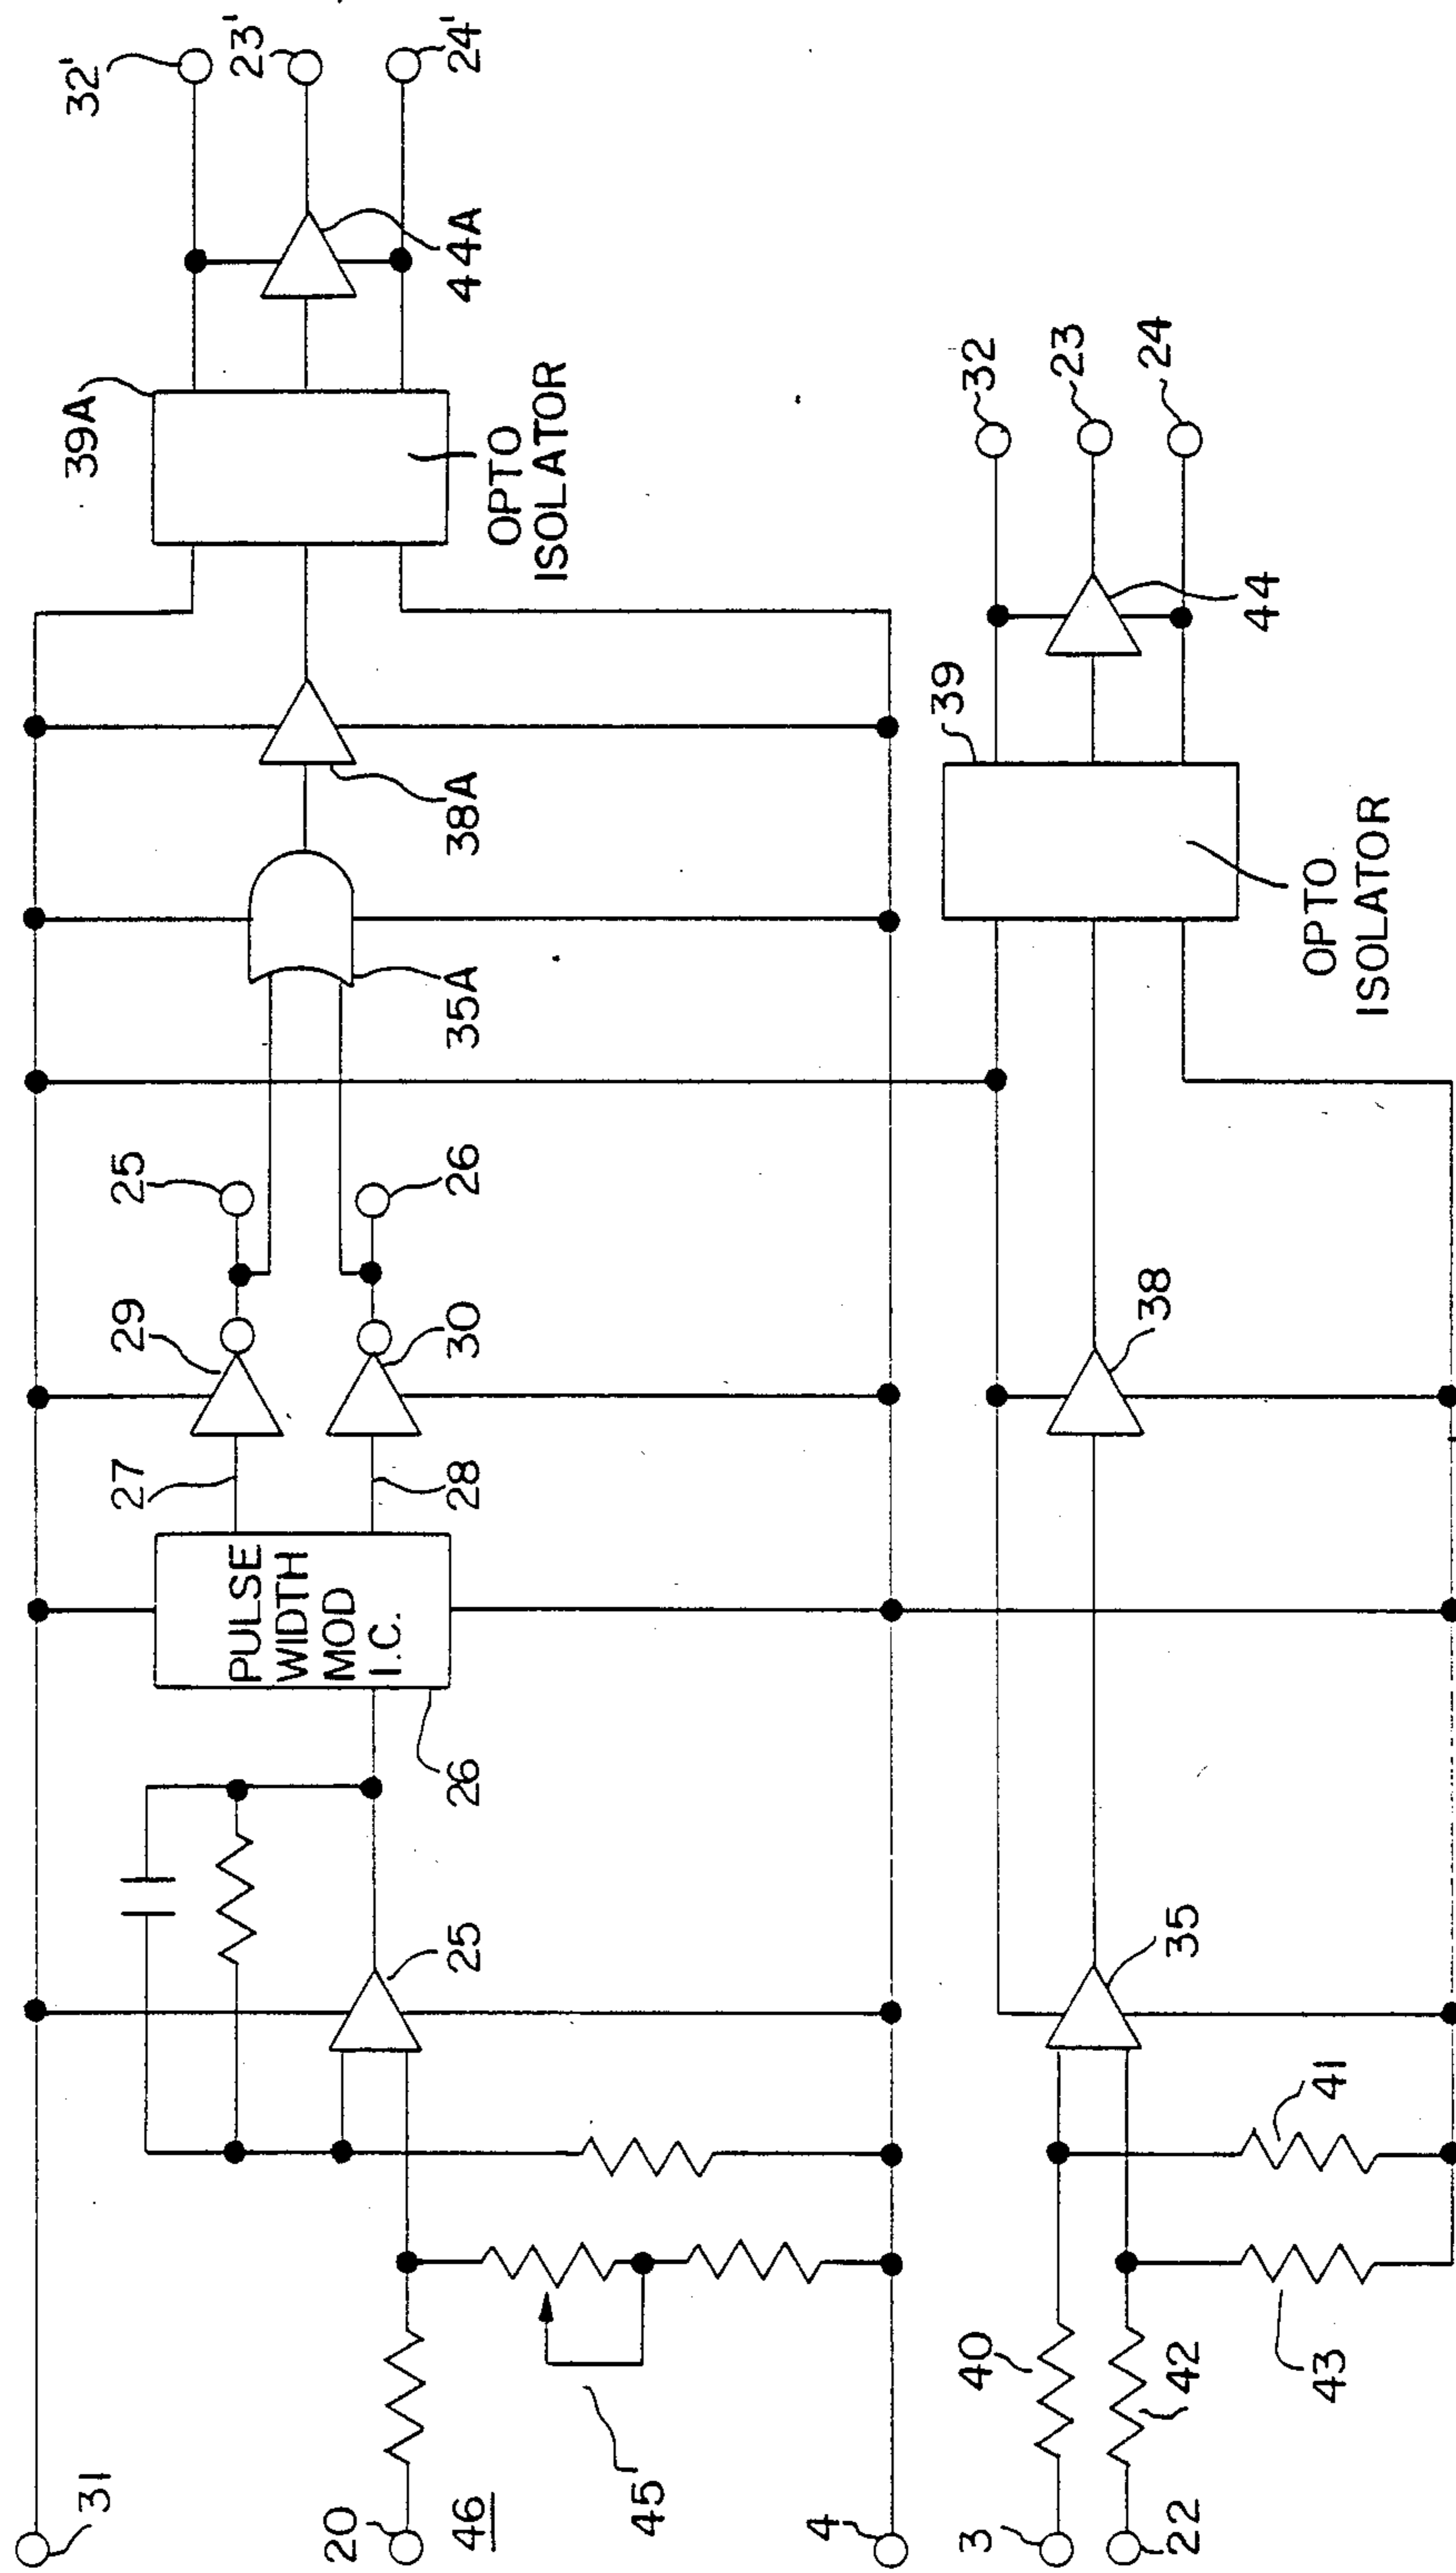 32'
23'
24'
39A
44A
OPTO
ISOLATOR
38A
35A
25
26
29
30
27
28
PULSE
WIDTH
MOD
I.C.
26
25
31
20
46
45
4
32
23
24
44
39
OPTO
ISOLATOR
38
35
41
40
42
43
3
22